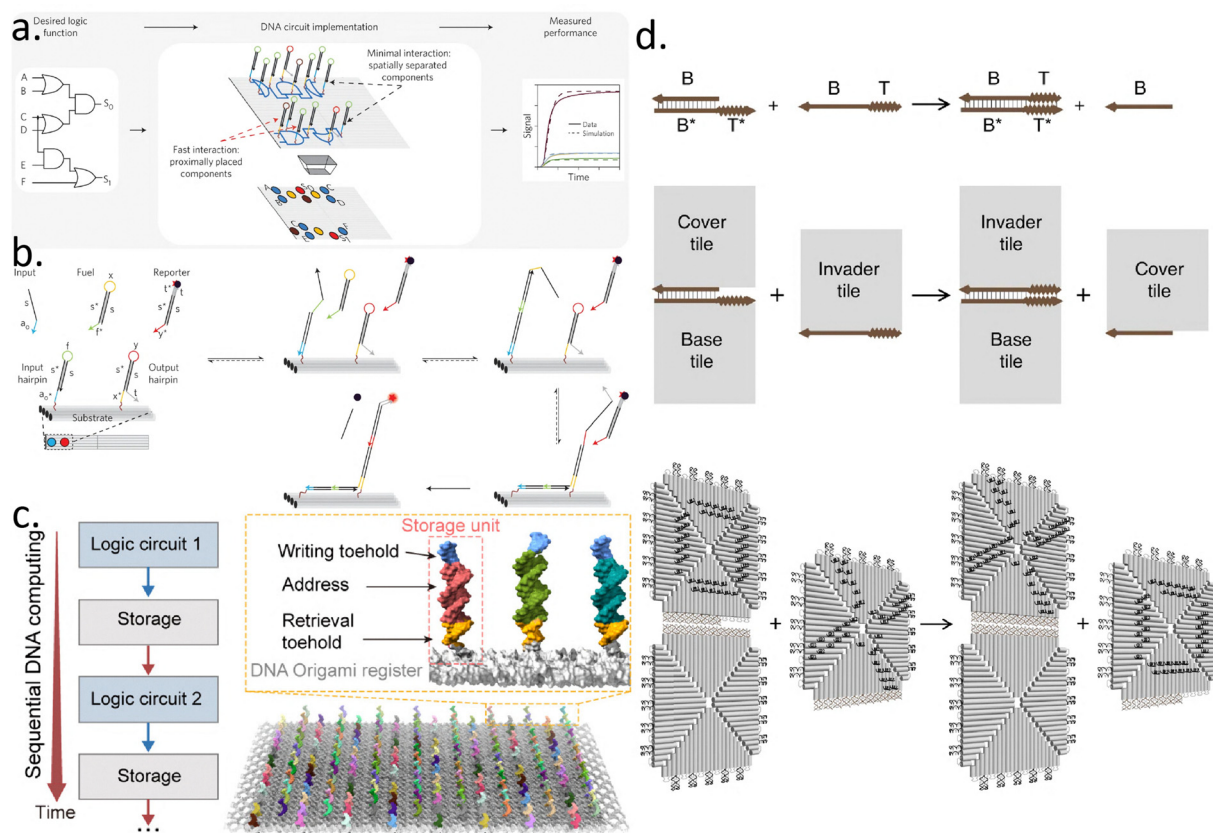 a.
Desired logic
function
DNA circuit implementation
Measured
performance
A
B
C
D
E
F
S0
S1
Minimal interaction:
spatially separated
components
Fast interaction:
proximally placed
components
Signal
Data
Simulation
Time
b.
Input
Fuel
Reporter
s
a0
x
s*
s
f*
t*
t
s*
s
y*
Input
hairpin
f
s*
s
a0*
y
s*
s
x*
t
Output
hairpin
Substrate
c.
Sequential DNA computing
Time
Logic circuit 1
Storage
Logic circuit 2
Storage
...
Storage unit
Writing toehold
Address
Retrieval
toehold
DNA Origami register
d.
B
B*
T*
+
B
T
B
T
B*
T*
+
B
Cover
tile
Base
tile
+
Invader
tile
Invader
tile
Base
tile
+
Cover
tile
+
+